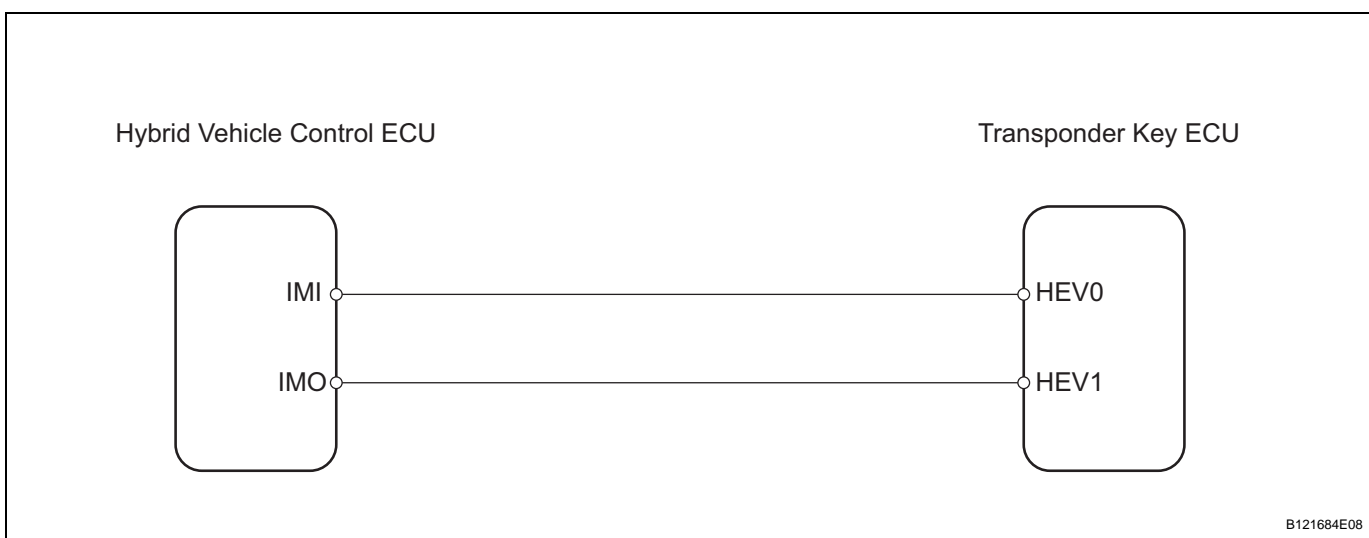 Hybrid Vehicle Control ECU
Transponder Key ECU
IMI
HEV0
IMO
HEV1
B121684E08